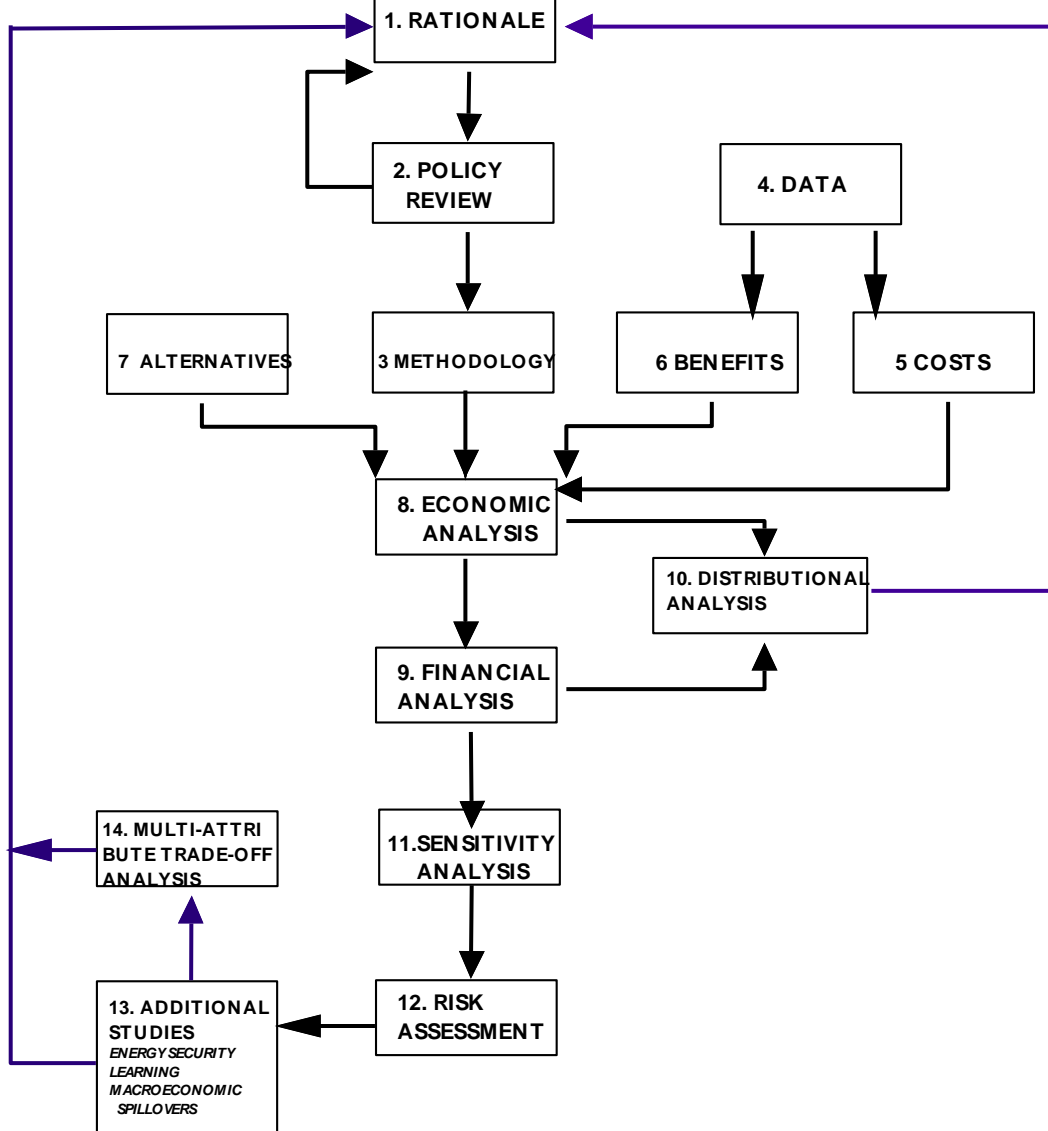 1. RATIONALE
2. POLICY
REVIEW
4. DATA
7 ALTERNATIVES
3 METHODOLOGY
6 BENEFITS
5 COSTS
8. ECONOMIC
ANALYSIS
10. DISTRIBUTIONAL
ANALYSIS
9. FINANCIAL
ANALYSIS
14. MULTI-ATTRI
BUTE TRADE-OFF
ANALYSIS
11.SENSITIVITY
ANALYSIS
13. ADDITIONAL
STUDIES
ENERGY SECURITY
LEARNING
MACROECONOMIC
SPILLOVERS
12. RISK
ASSESSMENT